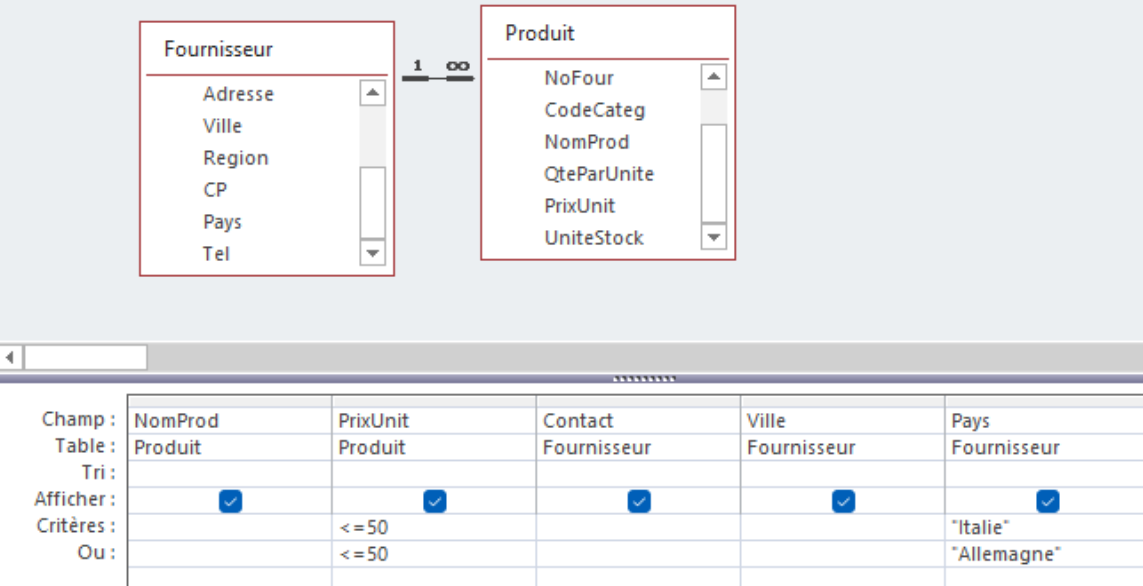 Fournisseur
Adresse
Ville
Region
CP
Pays
Tel
1 ∞
Produit
NoFour
CodeCateg
NomProd
QteParUnite
PrixUnit
UniteStock
Champ : NomProd PrixUnit Contact Ville Pays
Table : Produit Produit Fournisseur Fournisseur Fournisseur
Tri :
Afficher :
Critères : <=50 "Italie"
Ou : <=50 "Allemagne"